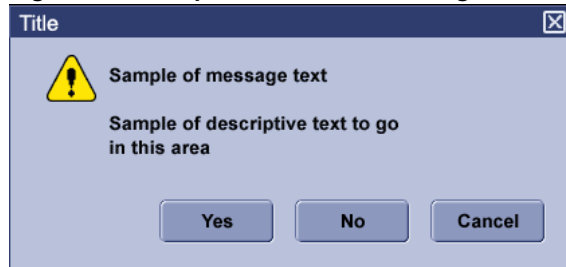 Title
Sample of message text
Sample of descriptive text to go
in this area
Yes No Cancel